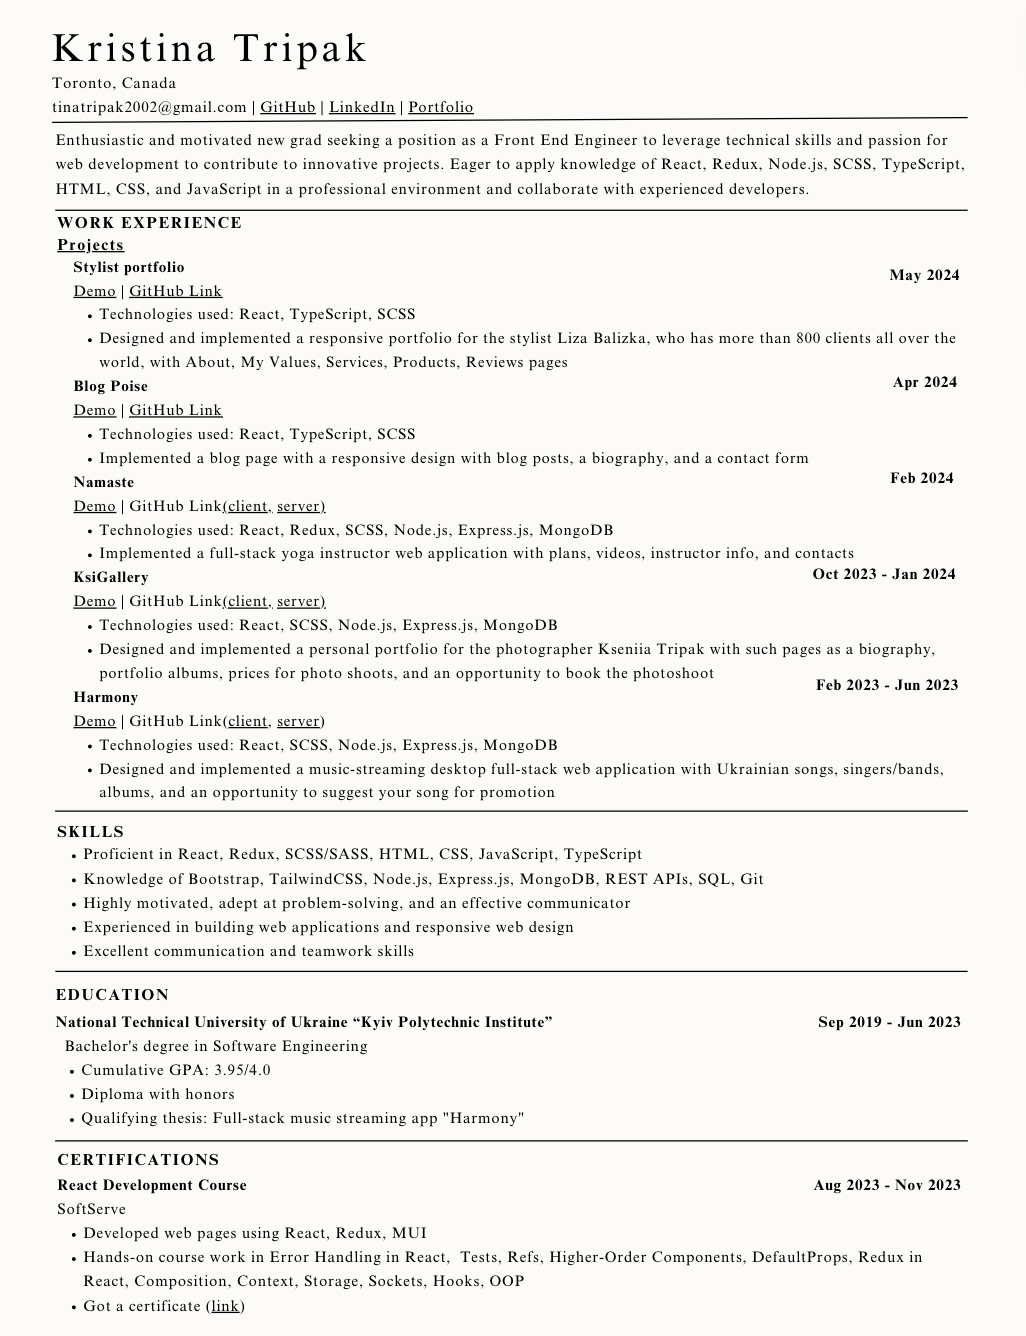 Kristina Tripak
Toronto, Canada
tinatripak2002@gmail.com | GitHub | LinkedIn | Portfolio
Enthusiastic and motivated new grad seeking a position as a Front End Engineer to leverage technical skills and passion for
web development to contribute to innovative projects. Eager to apply knowledge of React, Redux, Node.js, SCSS, TypeScript,
HTML, CSS, and JavaScript in a professional environment and collaborate with experienced developers.
WORK EXPERIENCE
Projects
Stylist portfolio
May 2024
Demo | GitHub Link
• Technologies used: React, TypeScript, SCSS
• Designed and implemented a responsive portfolio for the stylist Liza Balizka, who has more than 800 clients all over the
world, with About, My Values, Services, Products, Reviews pages
Blog Poise
Apr 2024
Demo | GitHub Link
• Technologies used: React, TypeScript, SCSS
• Implemented a blog page with a responsive design with blog posts, a biography, and a contact form
Namaste
Feb 2024
Demo | GitHub Link(client, server)
• Technologies used: React, Redux, SCSS, Node.js, Express.js, MongoDB
• Implemented a full-stack yoga instructor web application with plans, videos, instructor info, and contacts
KsiGallery
Oct 2023 - Jan 2024
Demo | GitHub Link(client, server)
• Technologies used: React, SCSS, Node.js, Express.js, MongoDB
• Designed and implemented a personal portfolio for the photographer Kseniia Tripak with such pages as a biography,
portfolio albums, prices for photo shoots, and an opportunity to book the photoshoot
Harmony
Feb 2023 - Jun 2023
Demo | GitHub Link(client, server)
• Technologies used: React, SCSS, Node.js, Express.js, MongoDB
• Designed and implemented a music-streaming desktop full-stack web application with Ukrainian songs, singers/bands,
albums, and an opportunity to suggest your song for promotion
SKILLS
• Proficient in React, Redux, SCSS/SASS, HTML, CSS, JavaScript, TypeScript
• Knowledge of Bootstrap, TailwindCSS, Node.js, Express.js, MongoDB, REST APIs, SQL, Git
• Highly motivated, adept at problem-solving, and an effective communicator
• Experienced in building web applications and responsive web design
• Excellent communication and teamwork skills
EDUCATION
National Technical University of Ukraine “Kyiv Polytechnic Institute” Sep 2019 - Jun 2023
Bachelor's degree in Software Engineering
• Cumulative GPA: 3.95/4.0
• Diploma with honors
• Qualifying thesis: Full-stack music streaming app "Harmony"
CERTIFICATIONS
React Development Course Aug 2023 - Nov 2023
SoftServe
• Developed web pages using React, Redux, MUI
• Hands-on course work in Error Handling in React, Tests, Refs, Higher-Order Components, DefaultProps, Redux in
React, Composition, Context, Storage, Sockets, Hooks, OOP
• Got a certificate (link)